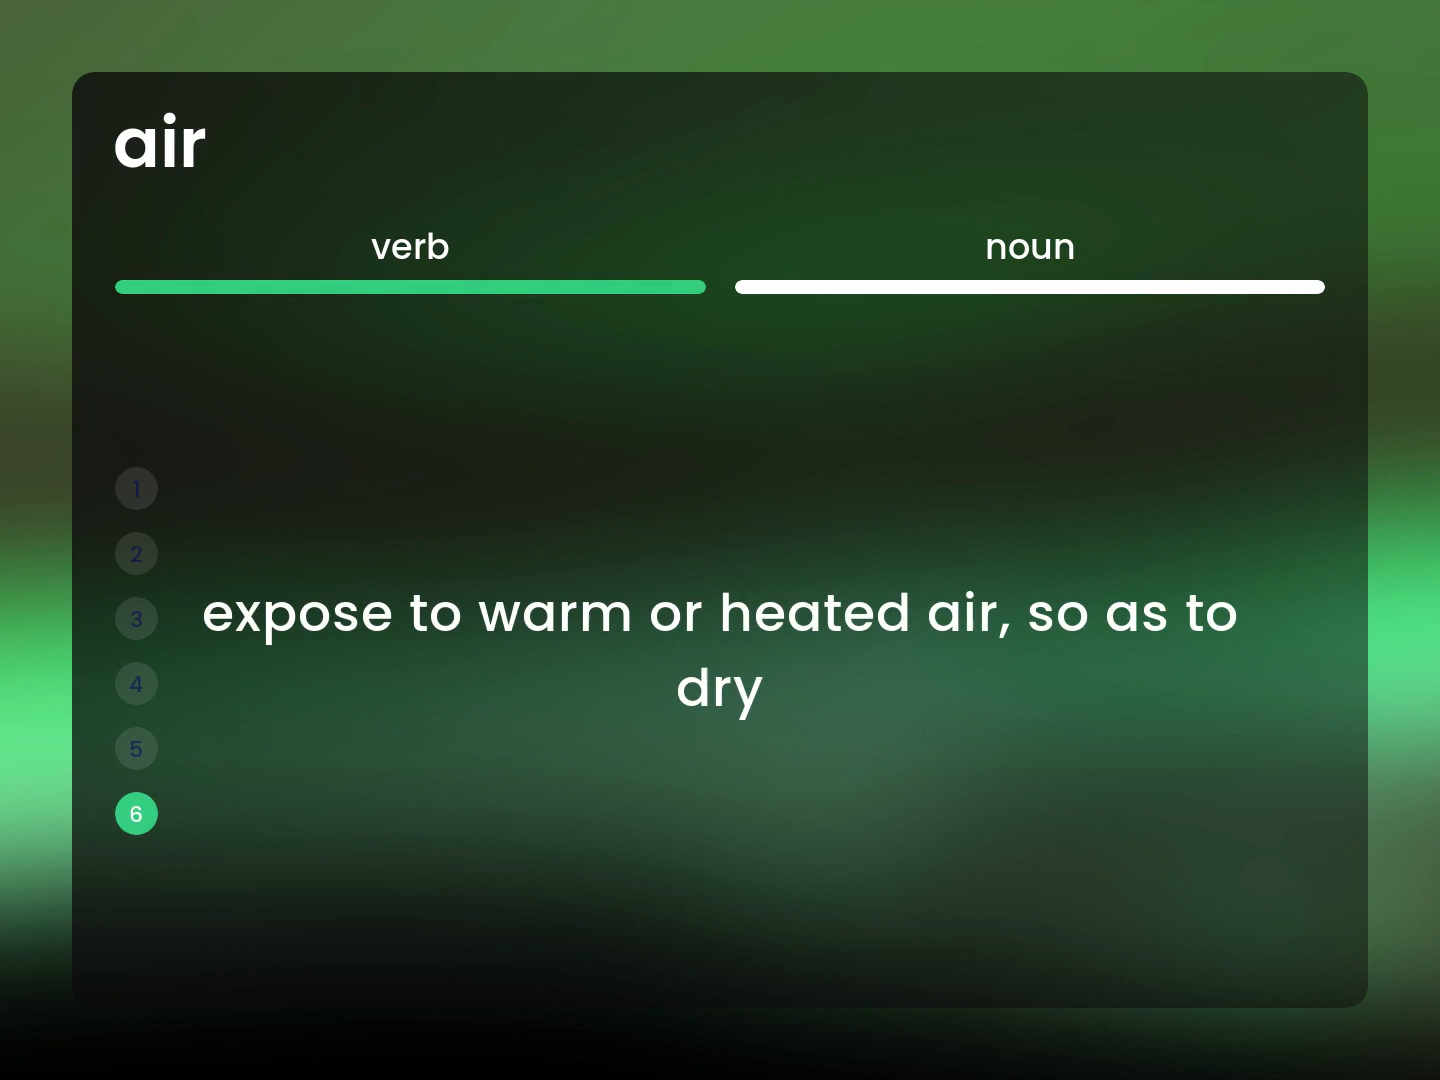 air
verb
noun
1
2
3
4
5
6
expose to warm or heated air, so as to
dry